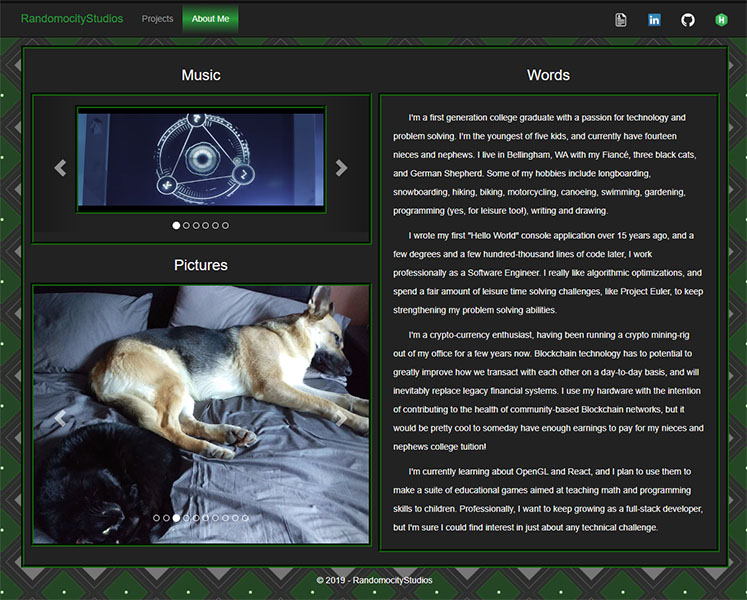 RandomocityStudios Projects About Me
Music
Pictures
Words
I'm a first generation college graduate with a passion for technology and
problem solving. I'm the youngest of five kids, and currently have fourteen
nieces and nephews. I live in Bellingham, WA with my Fiancé, three black cats,
and German Shepherd. Some of my hobbies include longboarding,
snowboarding, hiking, biking, motorcycling, canoeing, swimming, gardening,
programming (yes, for leisure too!), writing and drawing.
I wrote my first "Hello World" console application over 15 years ago, and a
few degrees and a few hundred-thousand lines of code later, I work
professionally as a Software Engineer. I really like algorithmic optimizations, and
spend a fair amount of leisure time solving challenges, like Project Euler, to keep
strengthening my problem solving abilities.
I'm a crypto-currency enthusiast, having been running a crypto mining-rig
out of my office for a few years now. Blockchain technology has to potential to
greatly improve how we transact with each other on a day-to-day basis, and will
inevitably replace legacy financial systems. I use my hardware with the intention
of contributing to the health of community-based Blockchain networks, but it
would be pretty cool to someday have enough earnings to pay for my nieces and
nephews college tuition!
I'm currently learning about OpenGL and React, and I plan to use them to
make a suite of educational games aimed at teaching math and programming
skills to children. Professionally, I want to keep growing as a full-stack developer,
but I'm sure I could find interest in just about any technical challenge.
© 2019 - RandomocityStudios